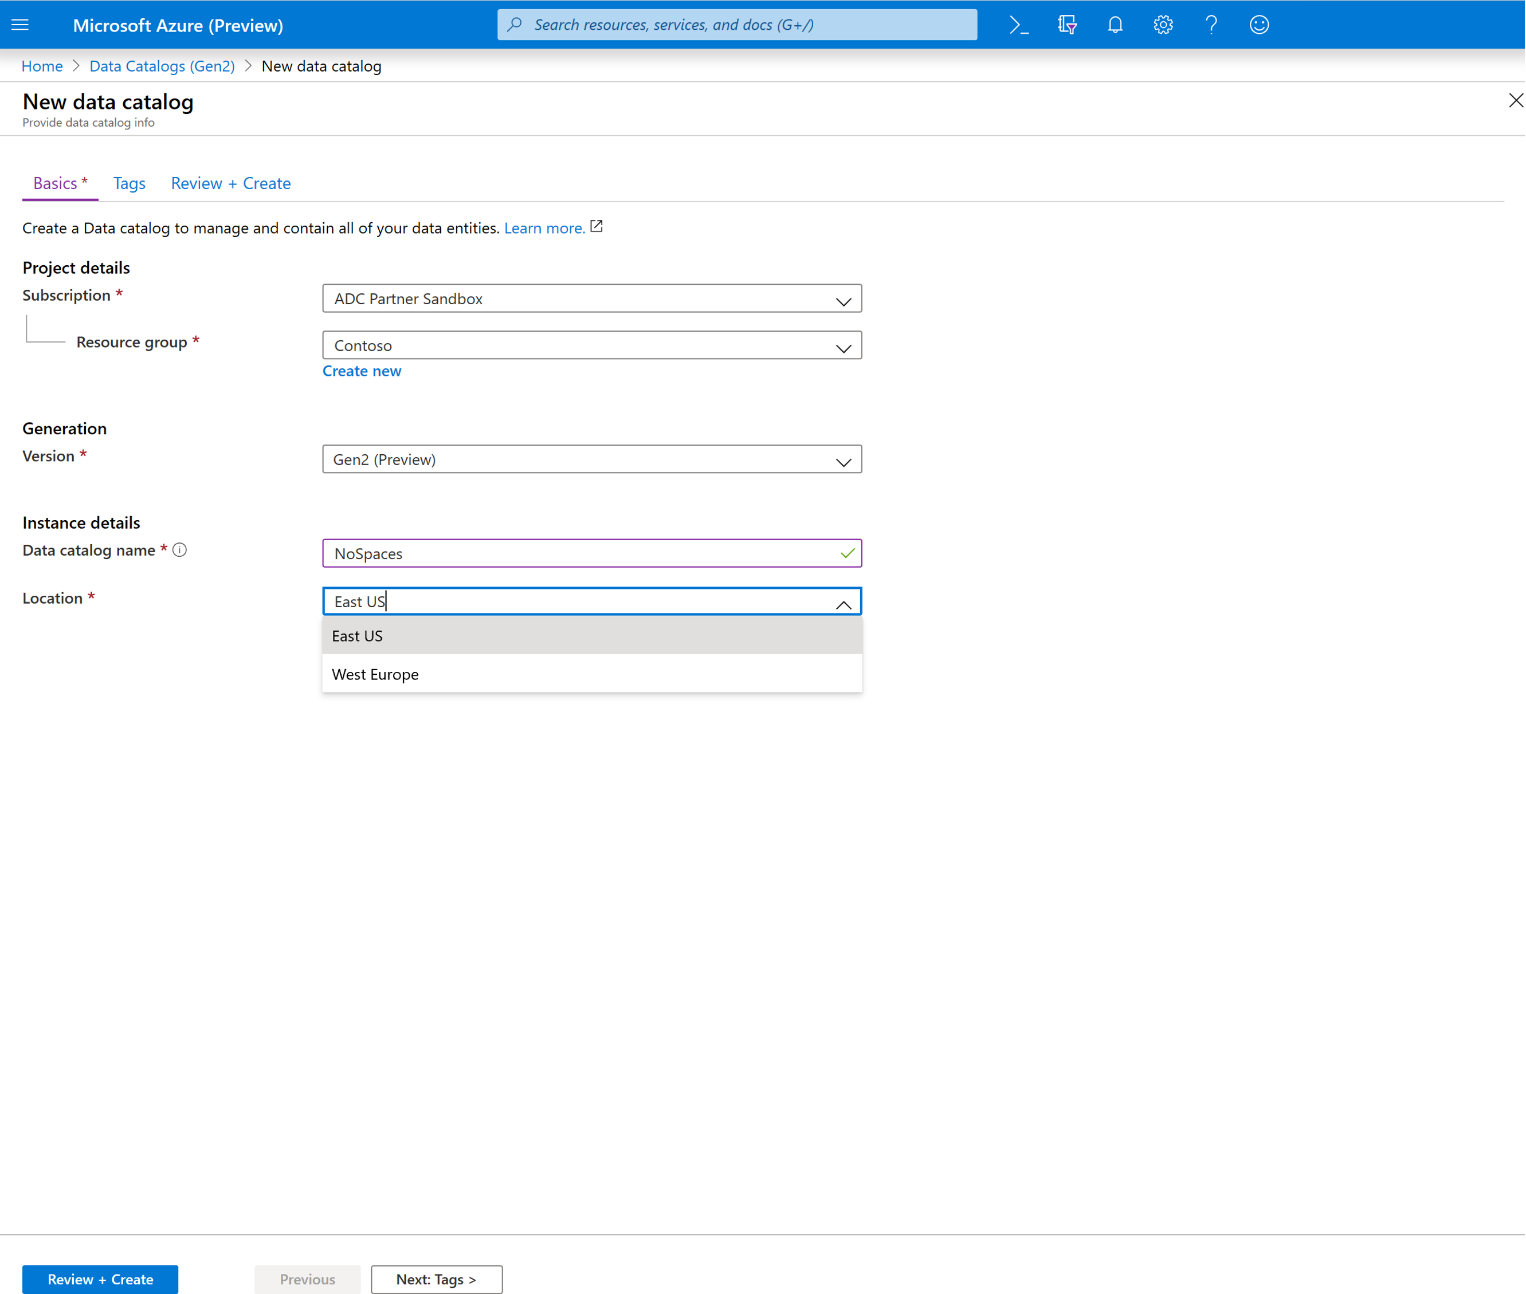 Microsoft Azure (Preview)
Search resources, services, and docs (G+/)
Home > Data Catalogs (Gen2) > New data catalog
New data catalog
Provide data catalog info
Basics * Tags Review + Create
Create a Data catalog to manage and contain all of your data entities. Learn more.
Project details
Subscription *
ADC Partner Sandbox
Resource group *
Contoso
Create new
Generation
Version *
Gen2 (Preview)
Instance details
Data catalog name *
NoSpaces
Location *
East US
East US
West Europe
Review + Create
Previous
Next: Tags >